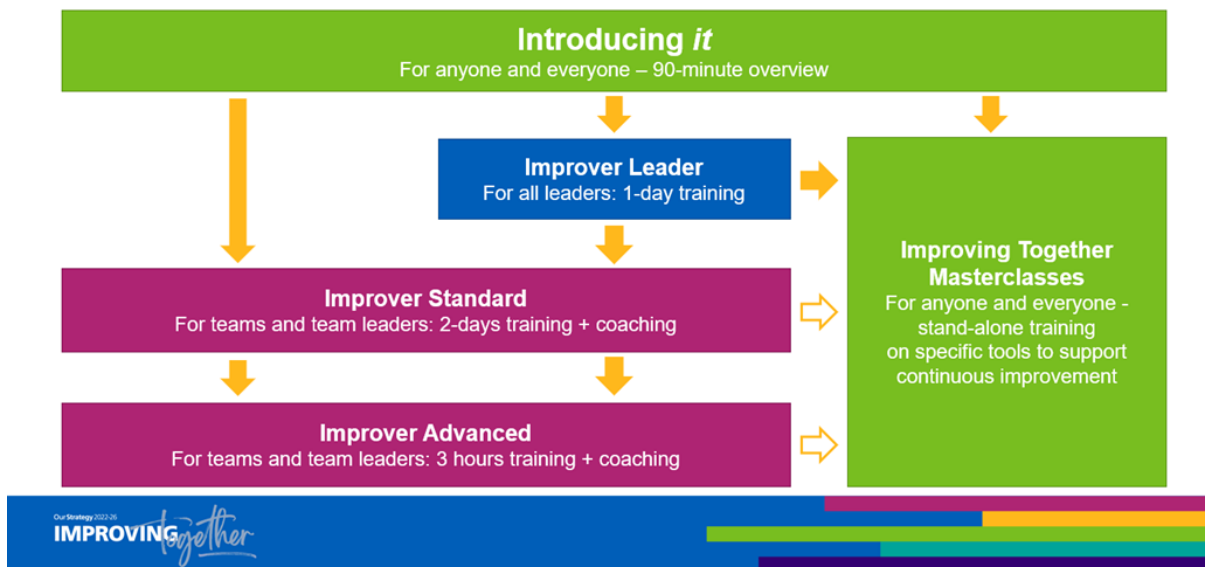 Introducing it
For anyone and everyone – 90-minute overview
Improver Leader
For all leaders: 1-day training
Improver Standard
For teams and team leaders: 2-days training + coaching
Improver Advanced
For teams and team leaders: 3 hours training + coaching
Improving Together
Masterclasses
For anyone and everyone -
stand-alone training
on specific tools to support
continuous improvement
Our Strategy 2022-26
IMPROVING together